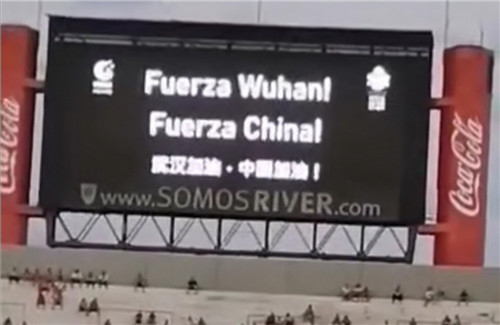 Fuerza Wuhan!
Fuerza China!
武汉加油·中国加油！
www.SOMOSRIVER.com
Coca-Cola
Coca-Cola